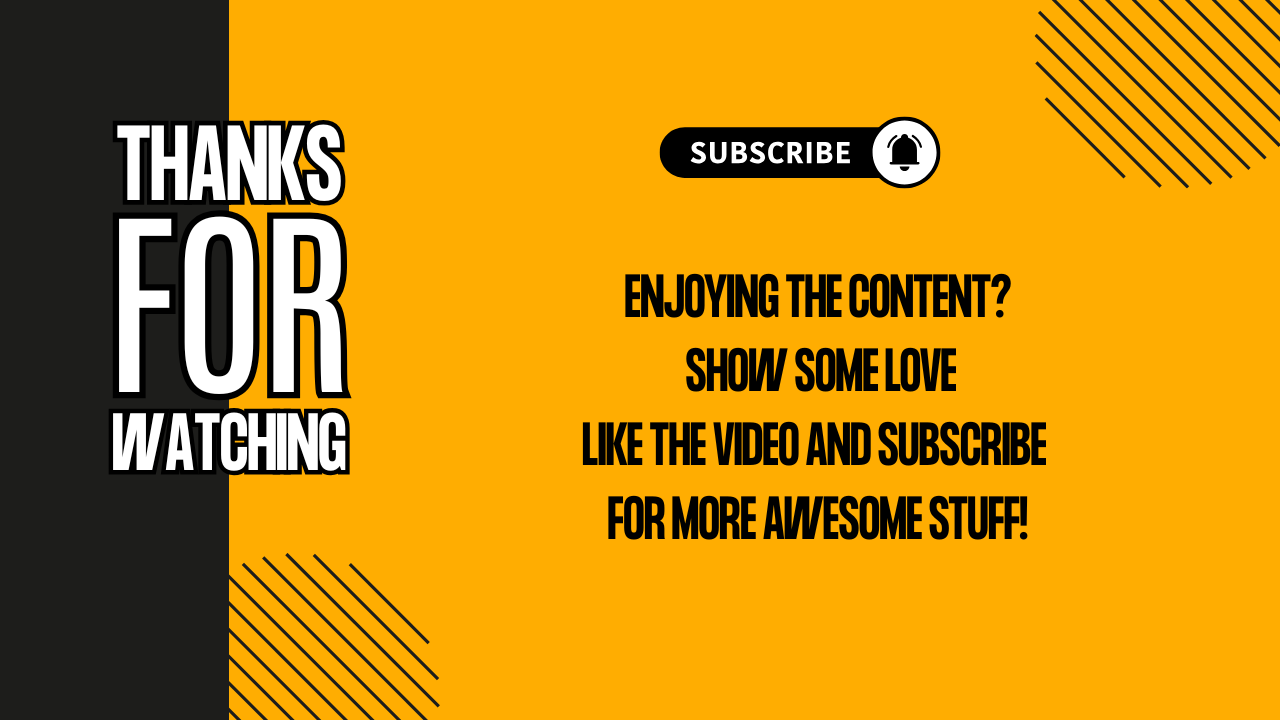 THANKS
FOR
WATCHING
SUBSCRIBE
ENJOYING THE CONTENT?
SHOW SOME LOVE
LIKE THE VIDEO AND SUBSCRIBE
FOR MORE AWESOME STUFF!